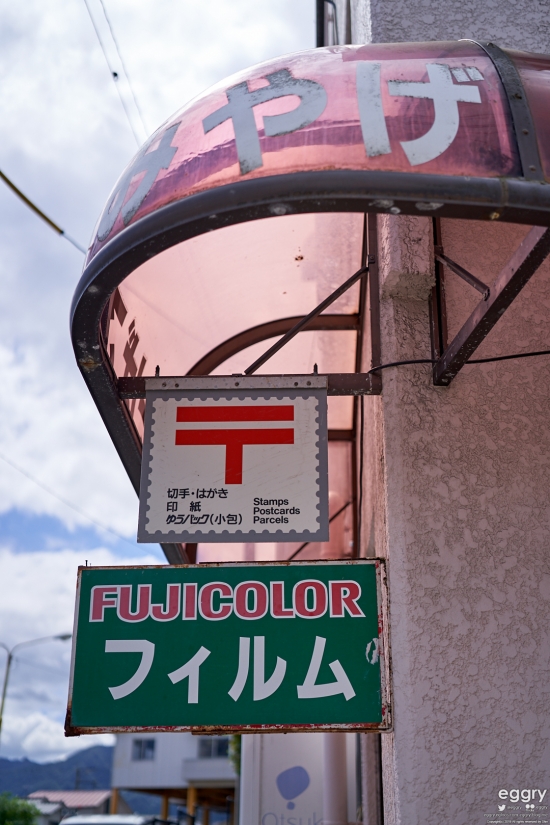 みやげ
切手・はがき
印紙
ゆうパック(小包)
Stamps
Postcards
Parcels
FUJICOLOR
フィルム
eggry